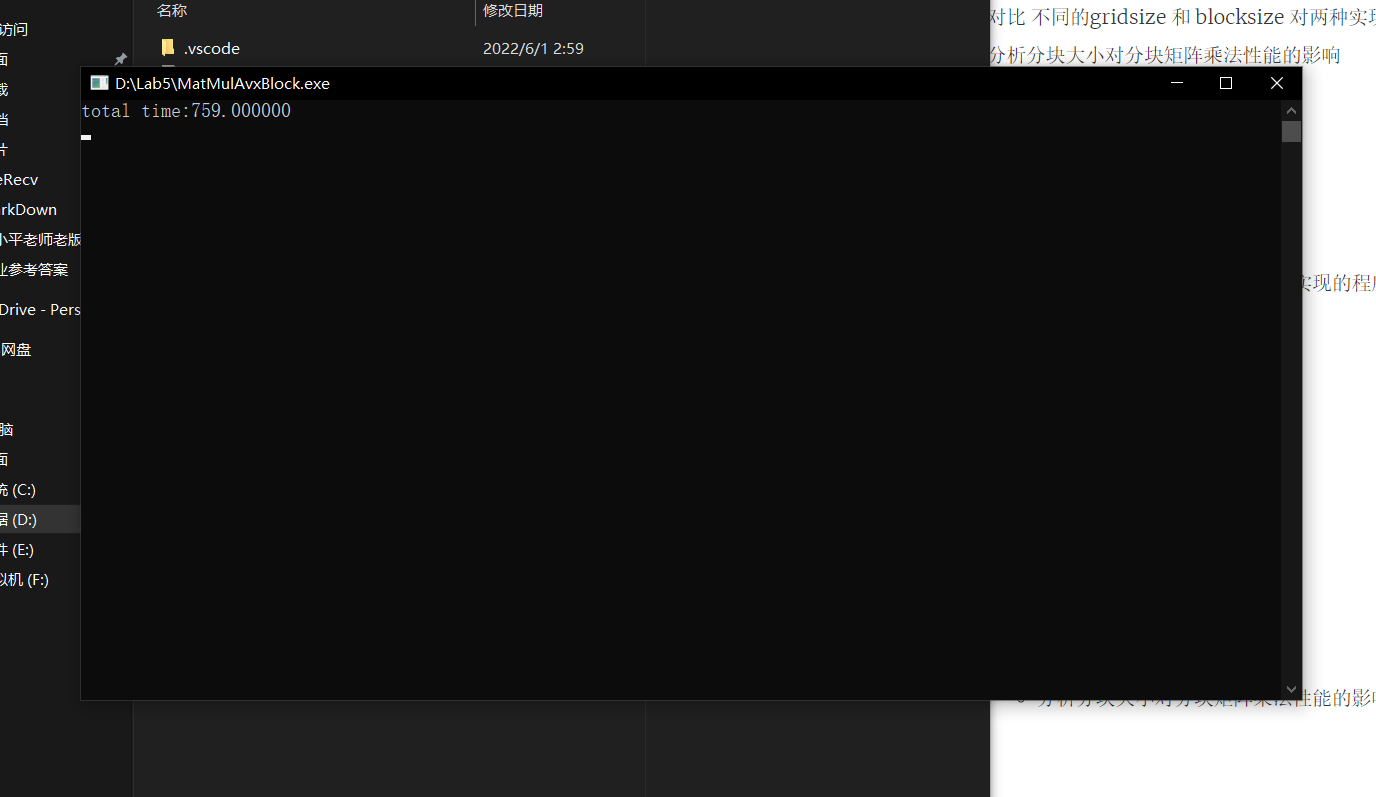 名称 修改日期
.vscode 2022/6/1 2:59
D:\Lab5\MatMulAvxBlock.exe
total time:759.000000
访问
面
载
当
片
eRecv
rkDown
小平老师老版
业参考答案
Drive - Pers
网盘
脑
面
统 (C:)
据 (D:)
件 (E:)
拟机 (F:)
对比 不同的gridsize 和 blocksize 对两种实现
分析分块大小对分块矩阵乘法性能的影响
实现的程序
分析分块大小对分块矩阵乘法性能的影响